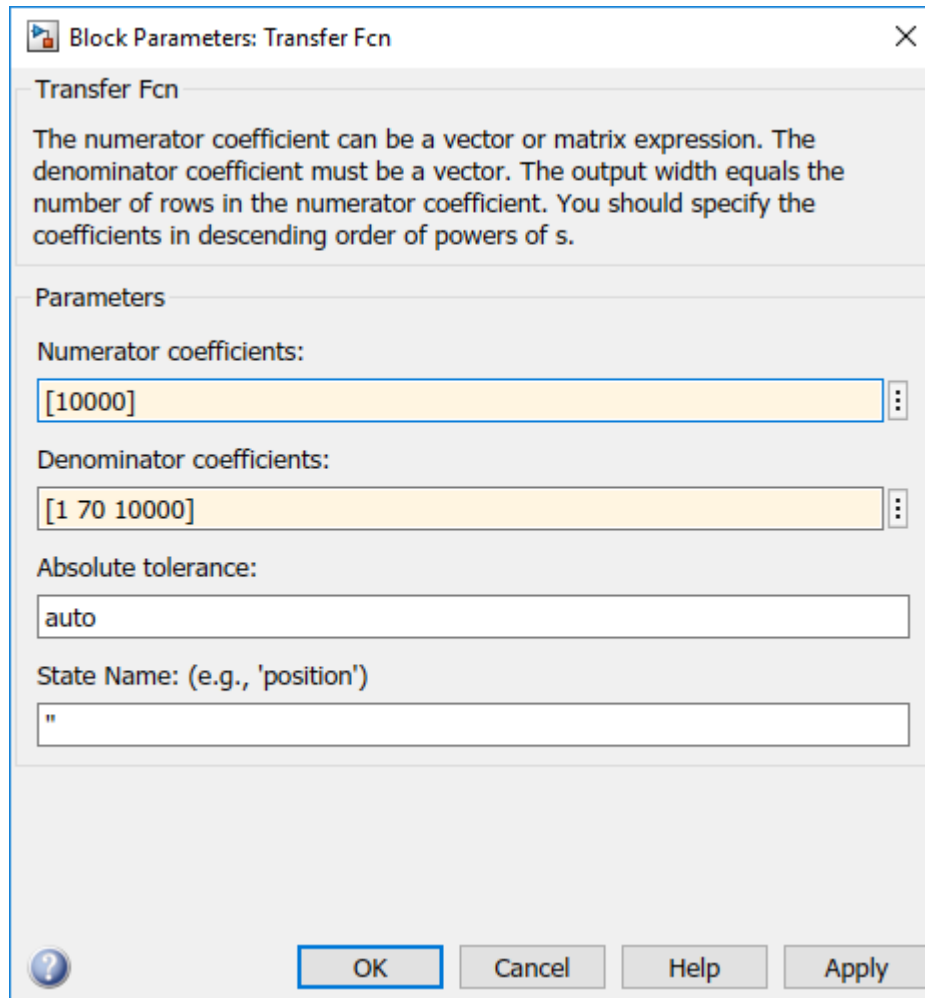 Block Parameters: Transfer Fcn
Transfer Fcn
The numerator coefficient can be a vector or matrix expression. The
denominator coefficient must be a vector. The output width equals the
number of rows in the numerator coefficient. You should specify the
coefficients in descending order of powers of s.
Parameters
Numerator coefficients:
[10000]
Denominator coefficients:
[1 70 10000]
Absolute tolerance:
auto
State Name: (e.g., 'position')
''
OK Cancel Help Apply